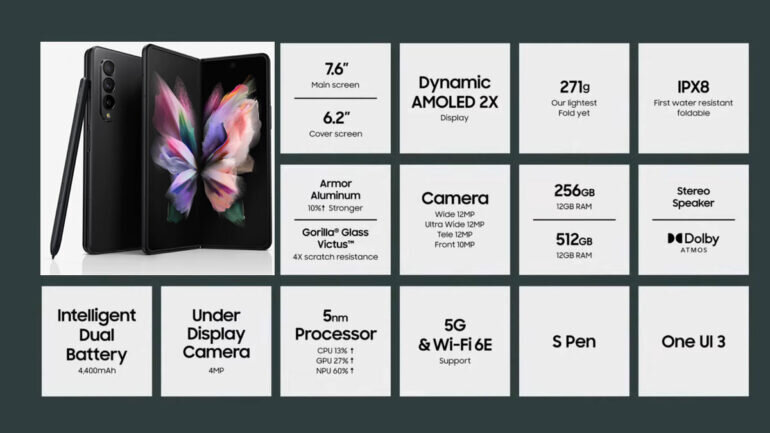 7.6”
Main screen
6.2”
Cover screen
Dynamic
AMOLED 2X
Display
271g
Our lightest
Fold yet
IPX8
First water resistant
foldable
Armor
Aluminum
10%↑ Stronger
Gorilla® Glass
Victus™
4X scratch resistance
Camera
Wide 12MP
Ultra Wide 12MP
Tele 12MP
Front 10MP
256GB
12GB RAM
512GB
12GB RAM
Stereo
Speaker
Dolby
ATMOS
Intelligent
Dual
Battery
4,400mAh
Under
Display
Camera
4MP
5nm
Processor
CPU 13% ↑
GPU 27% ↑
NPU 60% ↑
5G
& Wi-Fi 6E
Support
S Pen
One UI 3